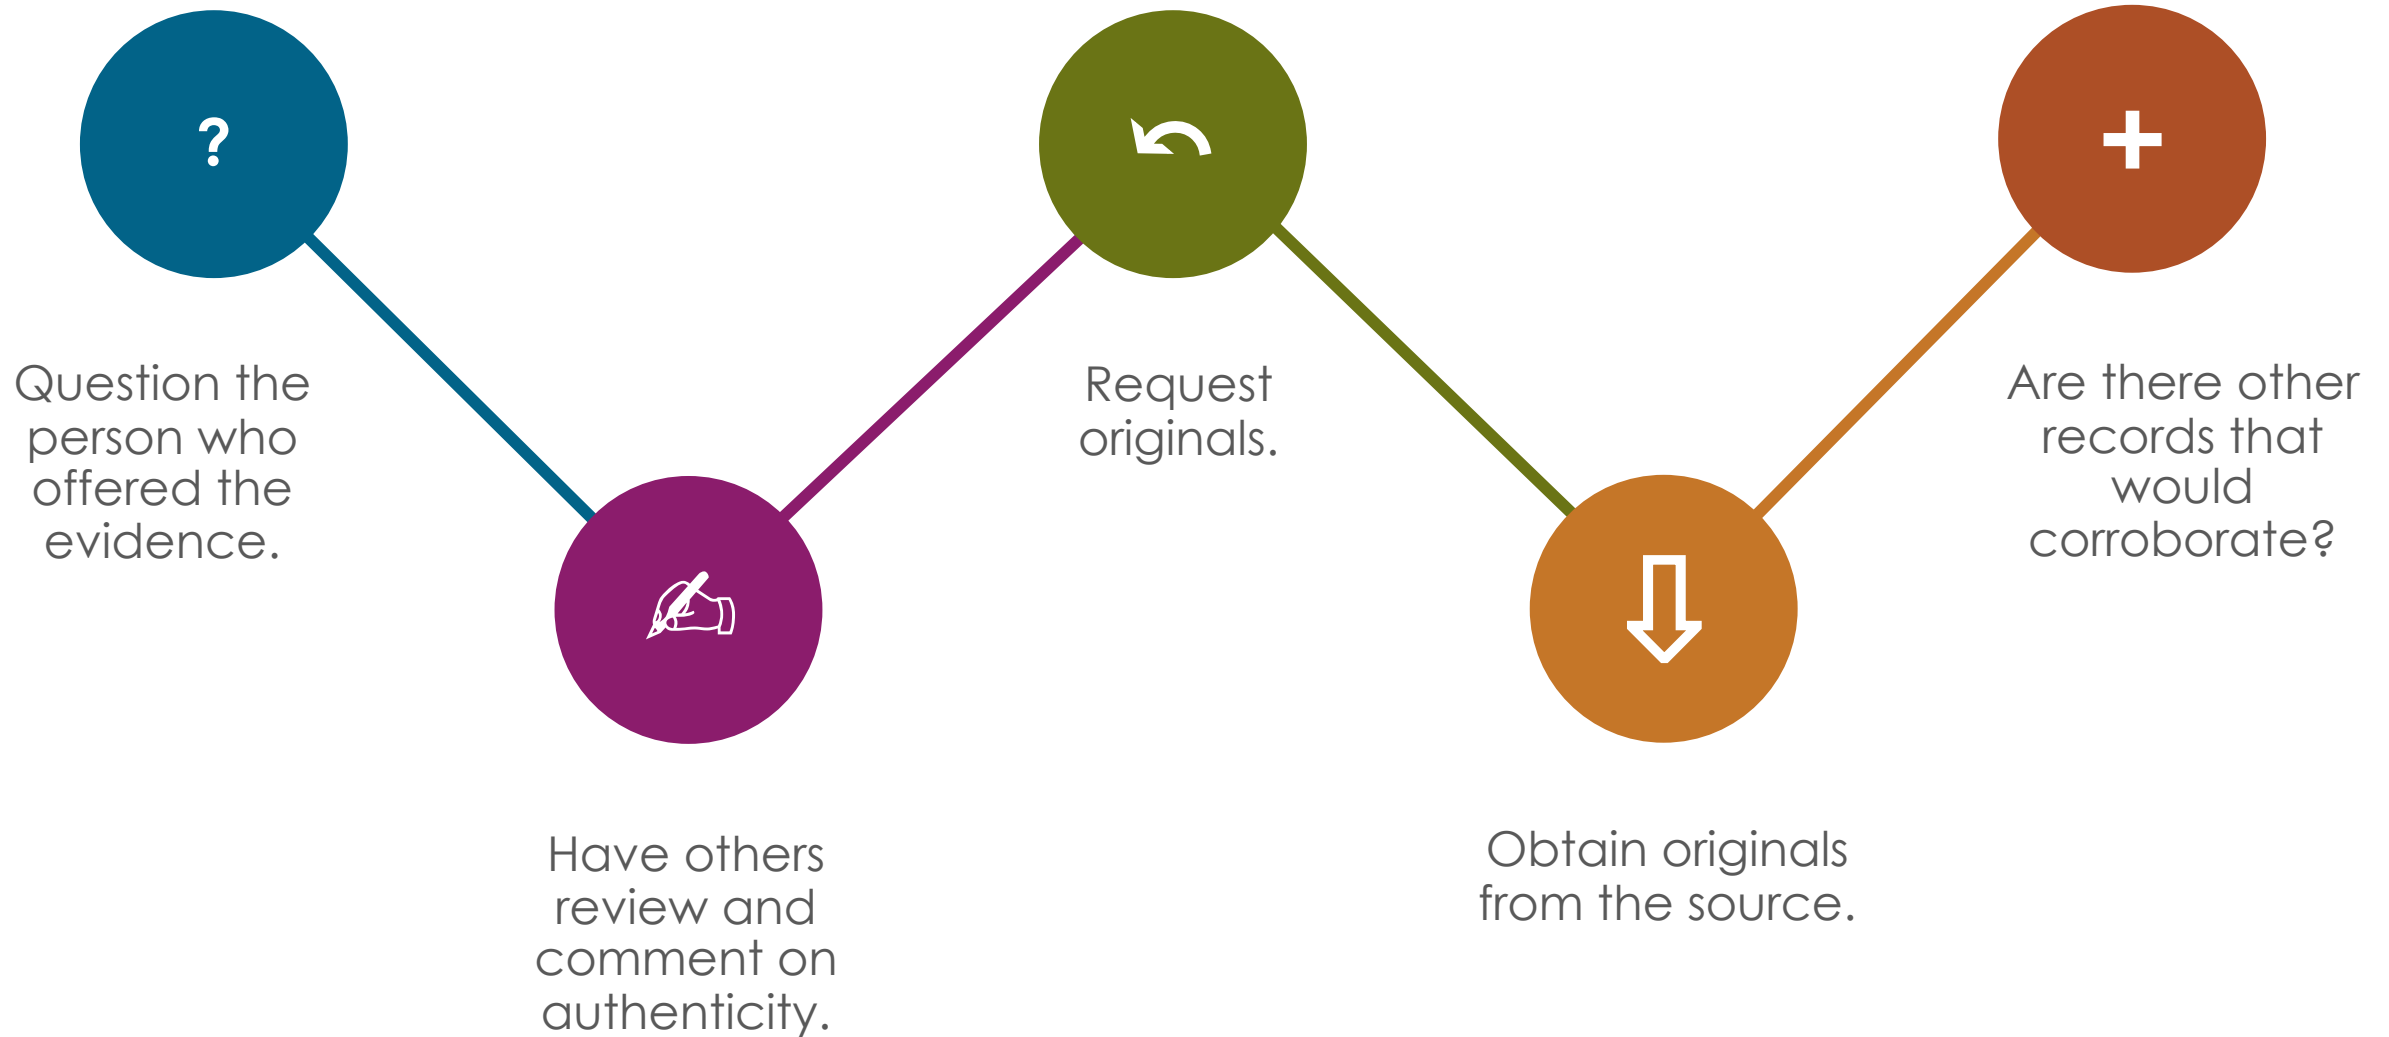 ?
Question the
person who
offered the
evidence.
Have others
review and
comment on
authenticity.
Request
originals.
Obtain originals
from the source.
+
Are there other
records that
would
corroborate?